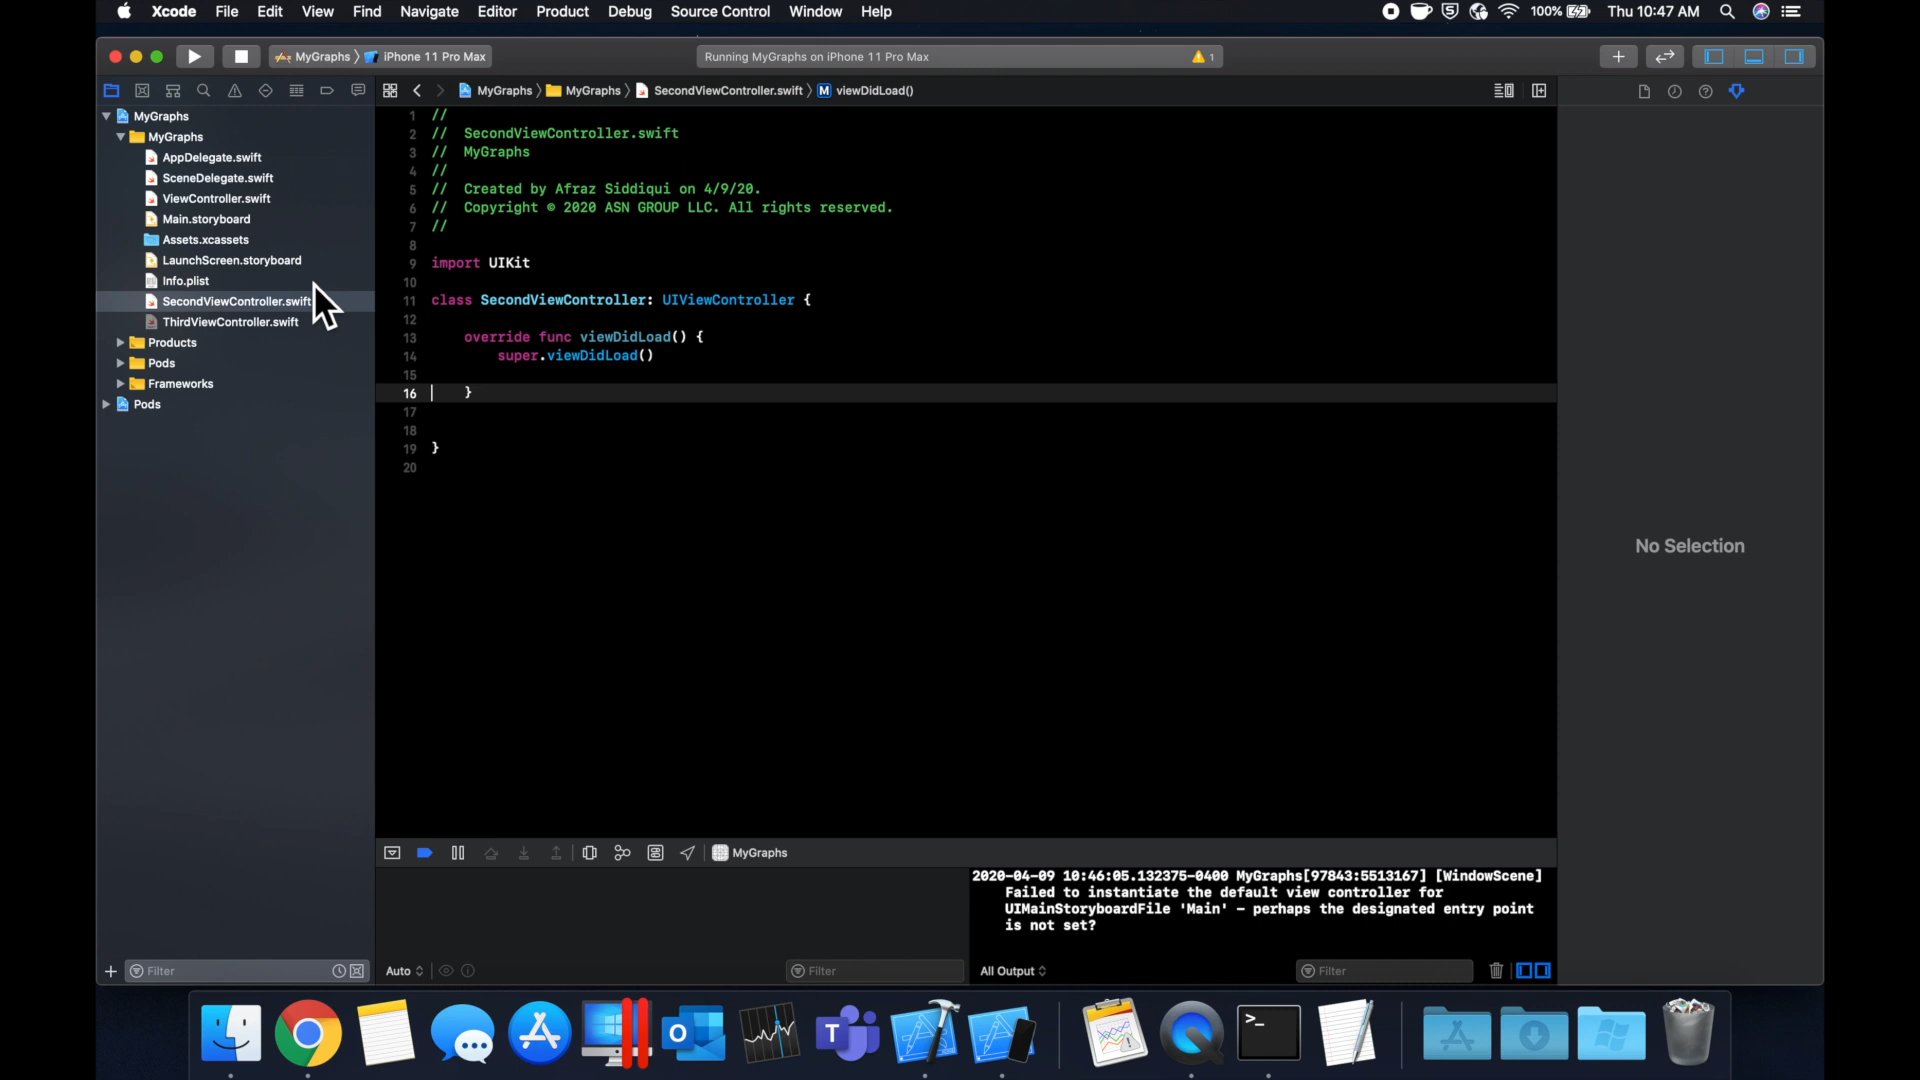 Xcode File Edit View Find Navigate Editor Product Debug Source Control Window Help
100% Thu 10:47 AM
MyGraphs iPhone 11 Pro Max
Running MyGraphs on iPhone 11 Pro Max
1
MyGraphs MyGraphs SecondViewController.swift M viewDidLoad()
MyGraphs
MyGraphs
AppDelegate.swift
SceneDelegate.swift
ViewController.swift
Main.storyboard
Assets.xcassets
LaunchScreen.storyboard
Info.plist
SecondViewController.swift
ThirdViewController.swift
Products
Pods
Frameworks
Pods
1 //
2 // SecondViewController.swift
3 // MyGraphs
4 //
5 // Created by Afraz Siddiqui on 4/9/20.
6 // Copyright © 2020 ASN GROUP LLC. All rights reserved.
7 //
8
9 import UIKit
10
11 class SecondViewController: UIViewController {
12
13 override func viewDidLoad() {
14 super.viewDidLoad()
15
16 }
17
18
19 }
20
No Selection
MyGraphs
2020-04-09 10:46:05.132375-0400 MyGraphs[97843:5513167] [WindowScene]
Failed to instantiate the default view controller for
UIMainStoryboardFile 'Main' - perhaps the designated entry point
is not set?
Filter
Auto
Filter
All Output
Filter